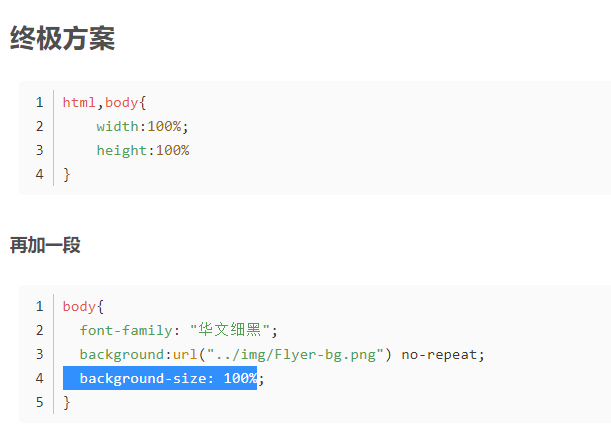 终极方案
1 html,body{
2     width:100%;
3     height:100%
4 }
再加一段
1 body{
2   font-family: "华文细黑";
3   background:url("../img/Flyer-bg.png") no-repeat;
4   background-size: 100%;
5 }